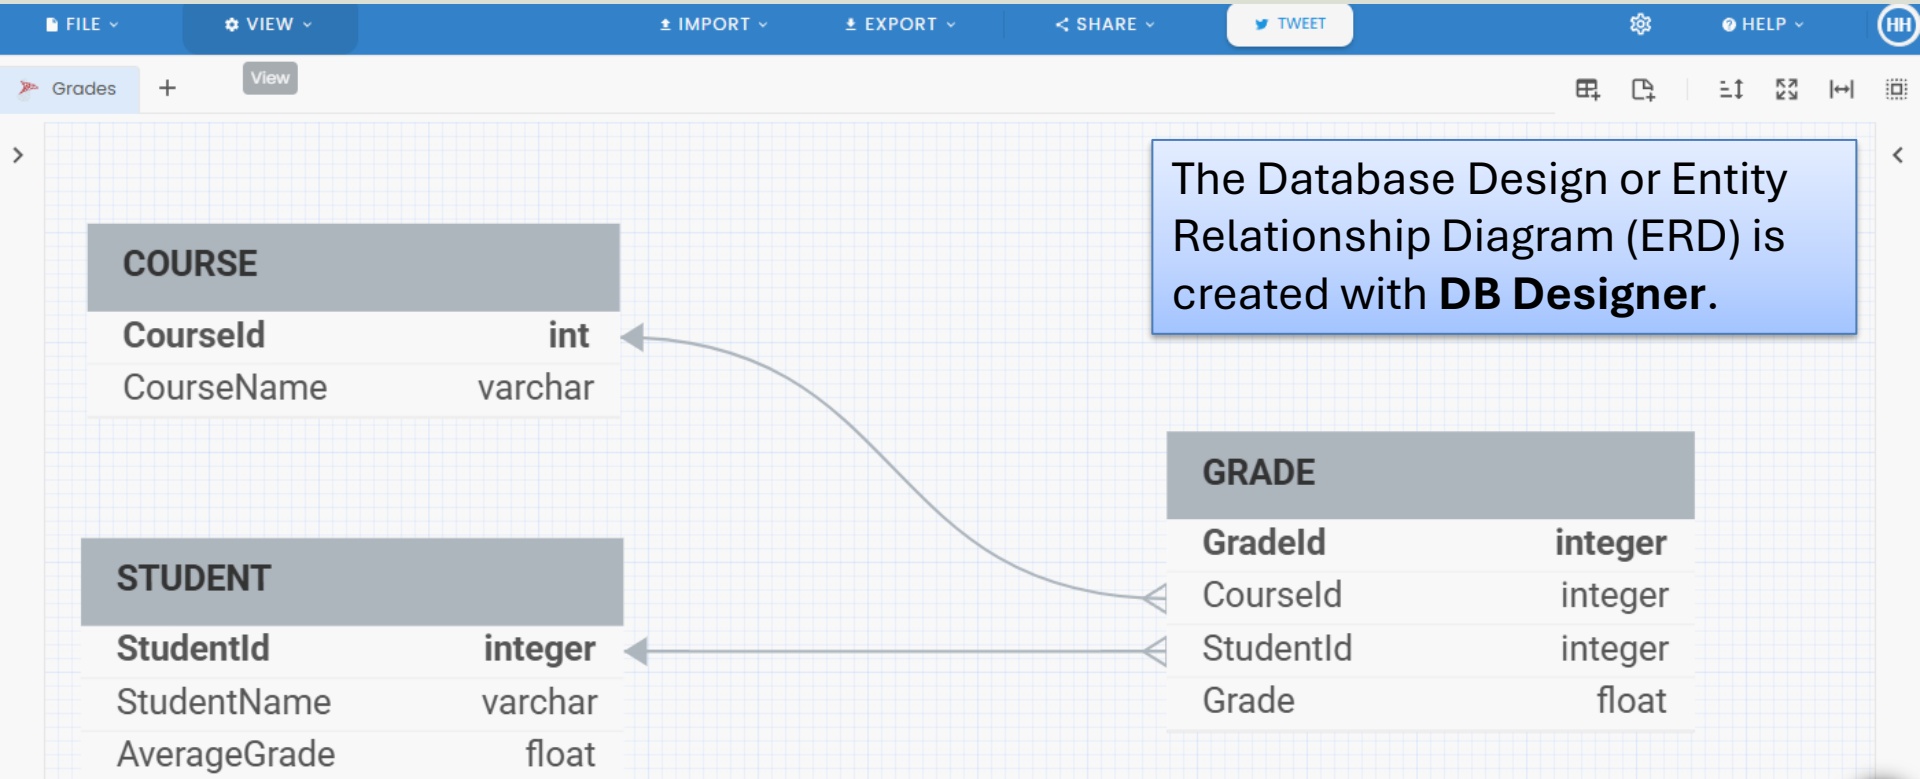 FILE VIEW IMPORT EXPORT SHARE TWEET HELP HH
Grades + View
The Database Design or Entity
Relationship Diagram (ERD) is
created with DB Designer.
COURSE
CourseId int
CourseName varchar
STUDENT
StudentId integer
StudentName varchar
AverageGrade float
GRADE
GradeId integer
CourseId integer
StudentId integer
Grade float